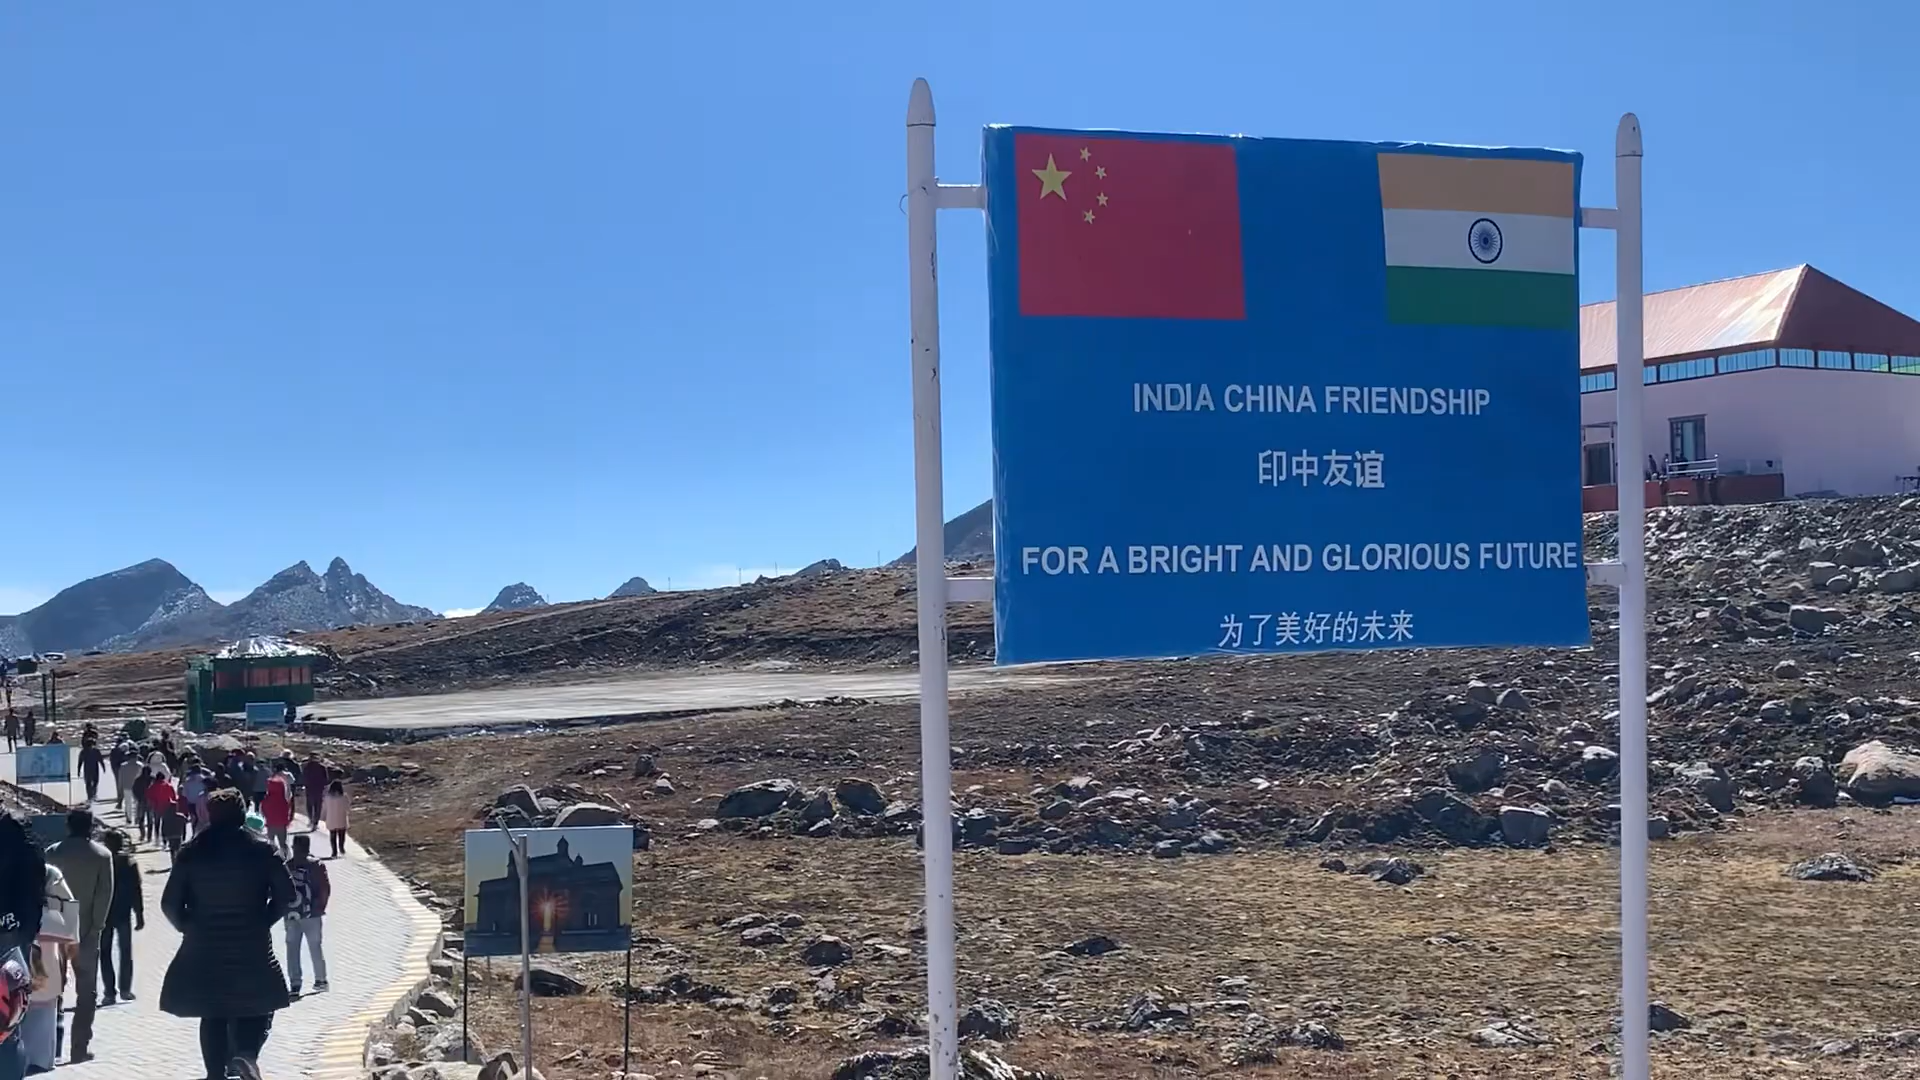 INDIA CHINA FRIENDSHIP
印中友谊
FOR A BRIGHT AND GLORIOUS FUTURE
为了美好的未来